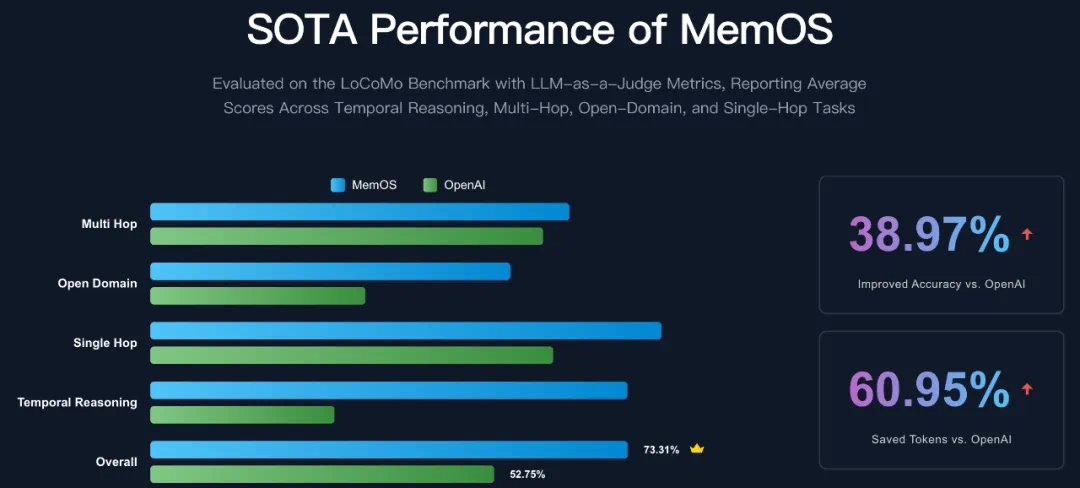 SOTA Performance of MemOS
Evaluated on the LoCoMo Benchmark with LLM-as-a-Judge Metrics, Reporting Average
Scores Across Temporal Reasoning, Multi-Hop, Open-Domain, and Single-Hop Tasks
MemOS
OpenAI
Multi Hop
Open Domain
Single Hop
Temporal Reasoning
Overall
73.31%
52.75%
38.97%
Improved Accuracy vs. OpenAI
60.95%
Saved Tokens vs. OpenAI